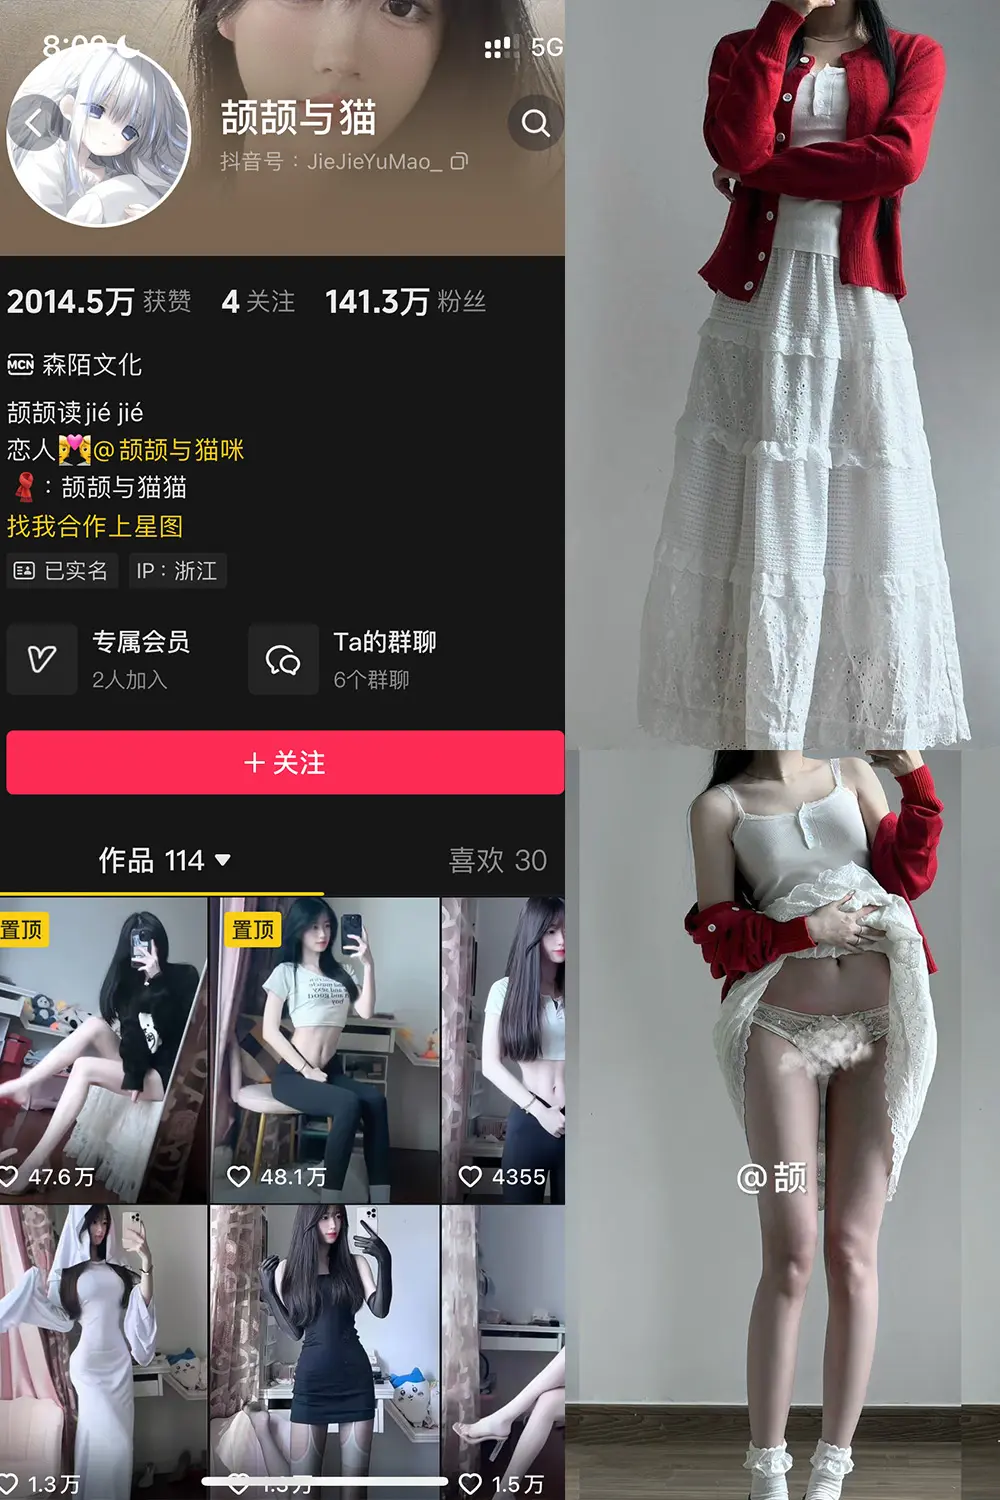 8:00
5G
颉颉与猫
抖音号：JieJieYuMao_
2014.5万 获赞 4 关注 141.3万 粉丝
MCN 森陌文化
颉颉读jié jié
恋人@颉颉与猫咪
：颉颉与猫猫
找我合作上星图
已实名 IP：浙江
专属会员 Ta的群聊
2人加入 6个群聊
＋关注
作品 114 喜欢 30
置顶 置顶
47.6万 48.1万 4355
1.3万 1.5万
@颉